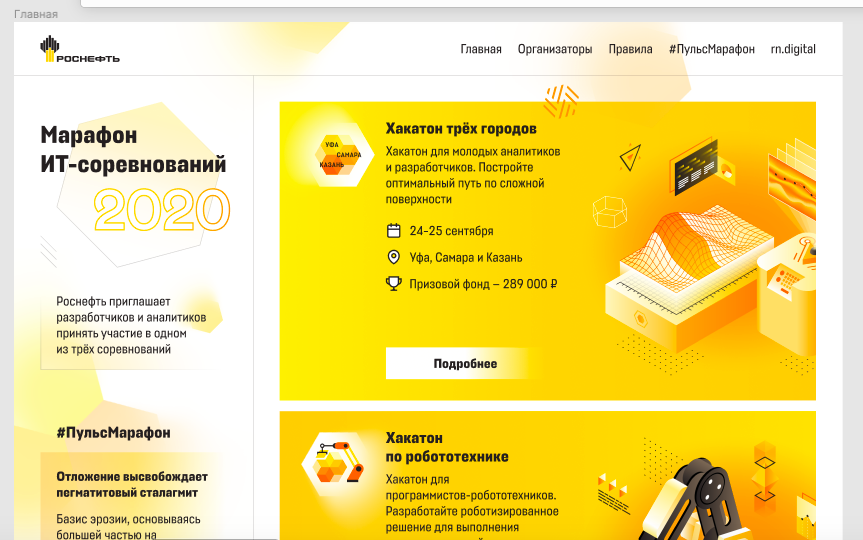 Главная
РОСНЕФТЬ
Главная Организаторы Правила #ПульсМарафон rn.digital
Марафон
ИТ-соревнований
2020
Роснефть приглашает
разработчиков и аналитиков
принять участие в одном
из трёх соревнований
#ПульсМарафон
Отложение высвобождает
пегматитовый сталагмит
Базис эрозии, основываясь
большей частью на
УФА
САМАРА
КАЗАНЬ
Хакатон трёх городов
Хакатон для молодых аналитиков
и разработчиков. Постройте
оптимальный путь по сложной
поверхности
24-25 сентября
Уфа, Самара и Казань
Призовой фонд – 289 000 ₽
Подробнее
Хакатон
по робототехнике
Хакатон для
программистов-робототехников.
Разработайте роботизированное
решение для выполнения